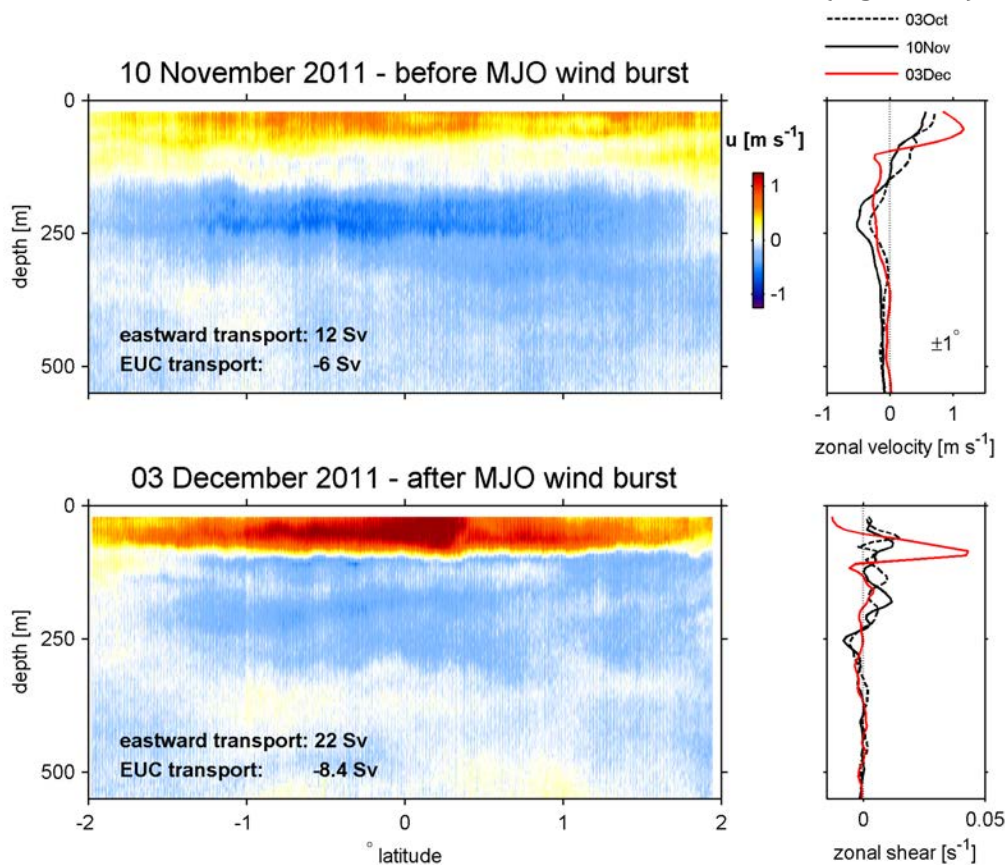 03Oct
10Nov
03Dec
10 November 2011 - before MJO wind burst
0
250
500
depth [m]
eastward transport: 12 Sv
EUC transport: -6 Sv
u [m s-1]
1
0
-1
±1°
-1 0 1
zonal velocity [m s-1]
03 December 2011 - after MJO wind burst
0
250
500
depth [m]
eastward transport: 22 Sv
EUC transport: -8.4 Sv
-2 -1 0 1 2
° latitude
0 0.05
zonal shear [s-1]